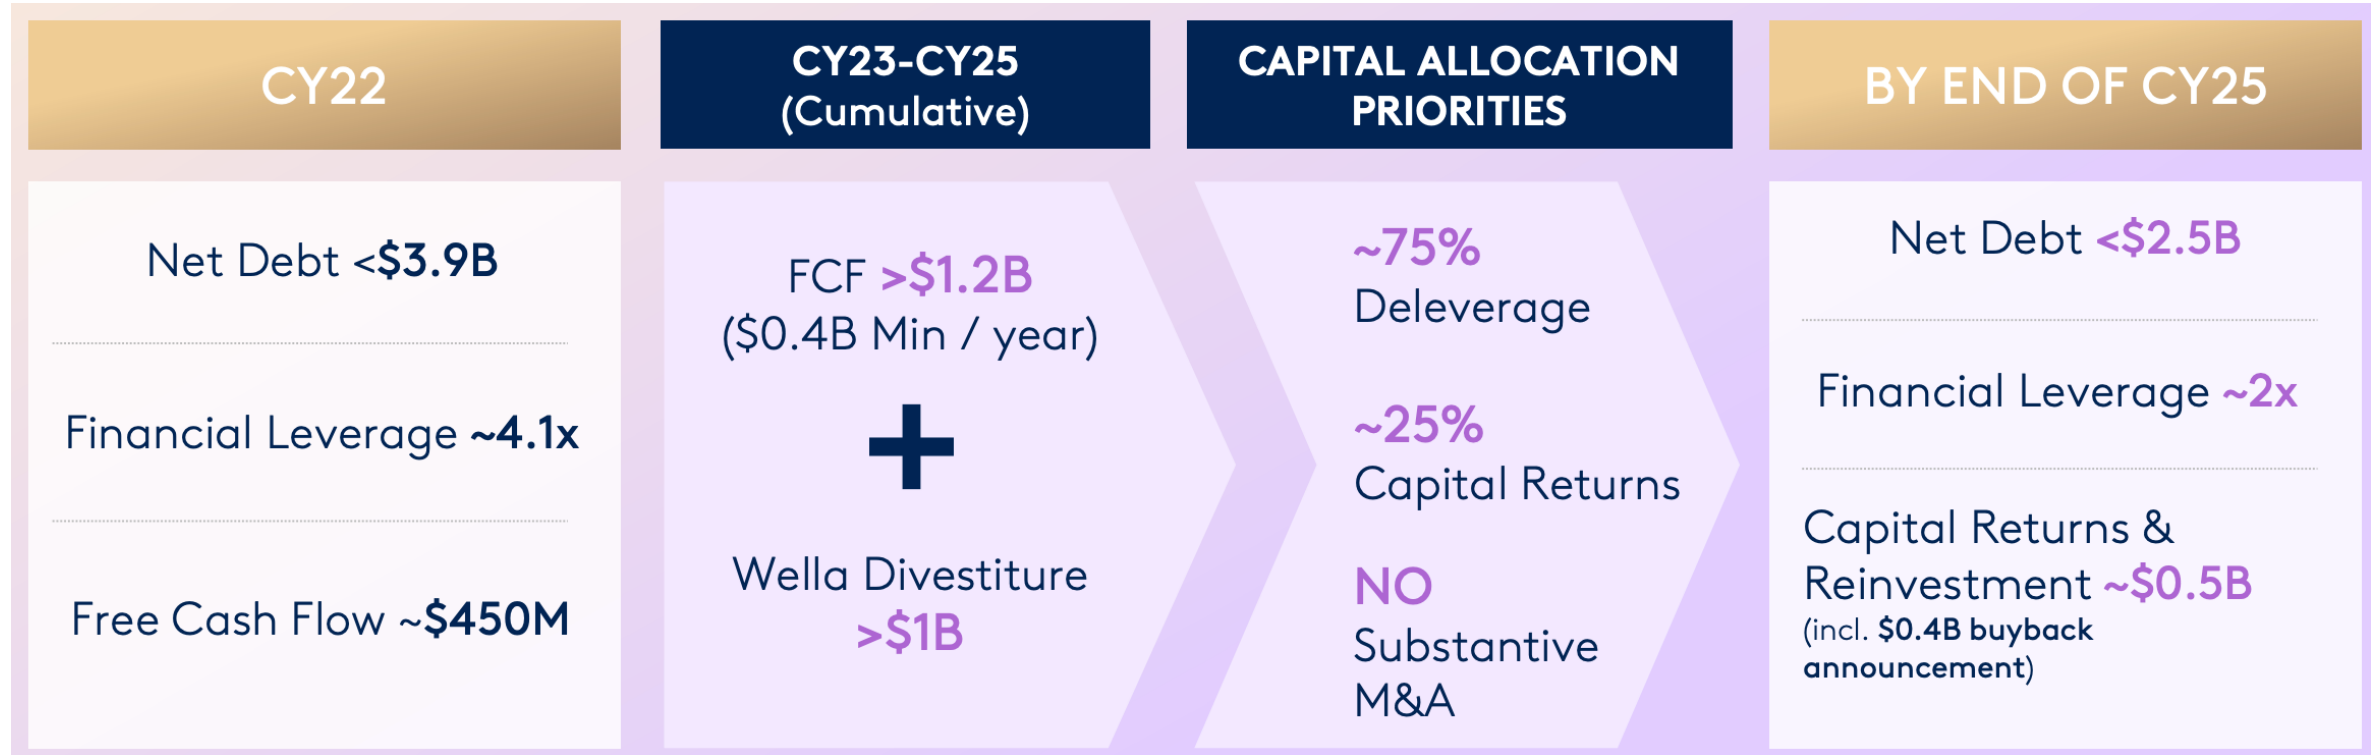 CY22
Net Debt <$3.9B
Financial Leverage ~4.1x
Free Cash Flow ~$450M
CY23-CY25
(Cumulative)
FCF >$1.2B
($0.4B Min / year)
+
Wella Divestiture
>$1B
CAPITAL ALLOCATION
PRIORITIES
~75%
Deleverage
~25%
Capital Returns
NO
Substantive
M&A
BY END OF CY25
Net Debt <$2.5B
Financial Leverage ~2x
Capital Returns &
Reinvestment ~$0.5B
(incl. $0.4B buyback
announcement)